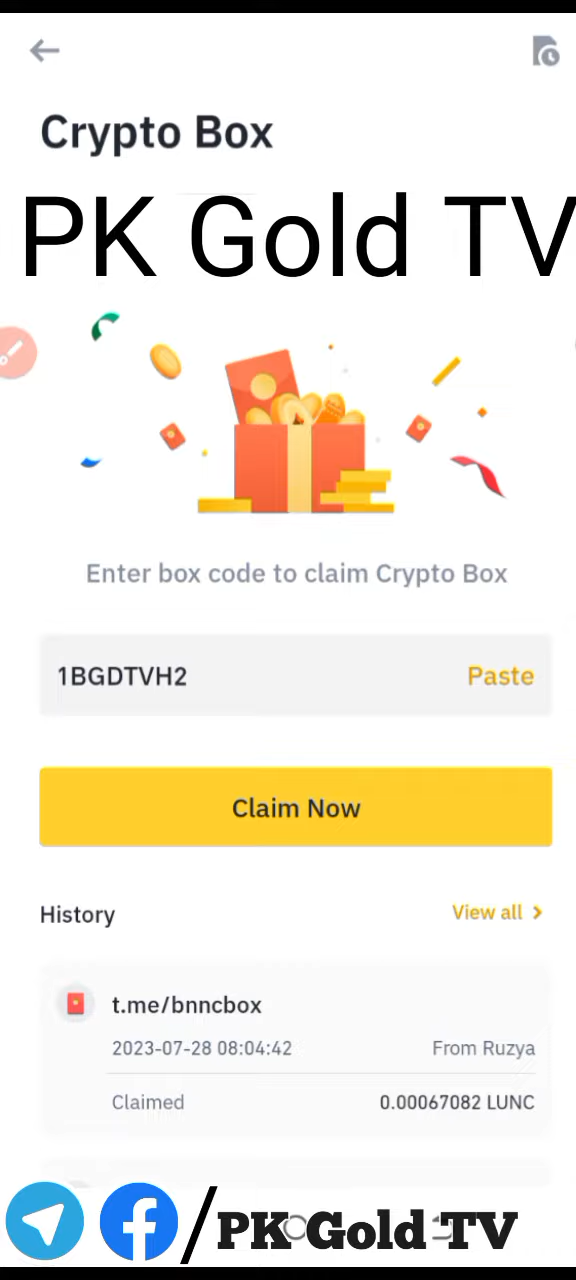 Crypto Box
PK Gold TV
Enter box code to claim Crypto Box
1BGDTVH2 Paste
Claim Now
History View all >
t.me/bnncbox
2023-07-28 08:04:42 From Ruzya
Claimed 0.00067082 LUNC
/PK Gold TV